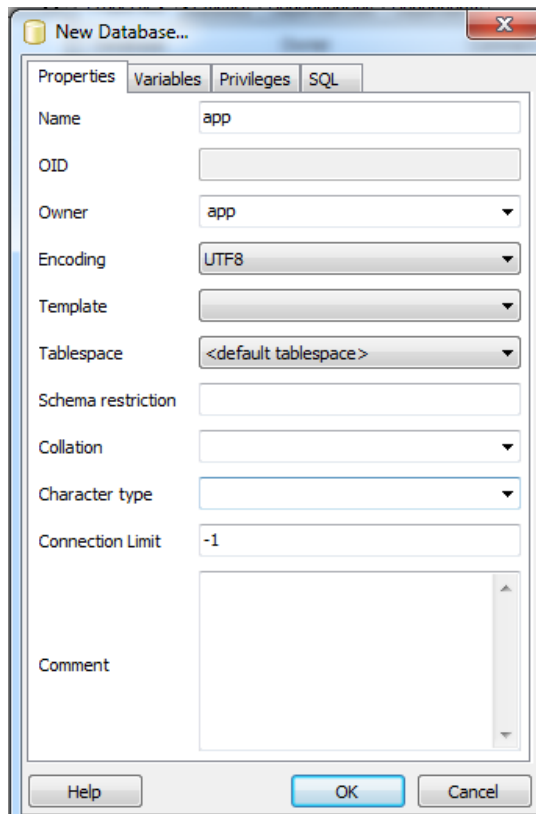 New Database...
Properties Variables Privileges SQL
Name app
OID
Owner app
Encoding UTF8
Template
Tablespace <default tablespace>
Schema restriction
Collation
Character type
Connection Limit -1
Comment
Help OK Cancel